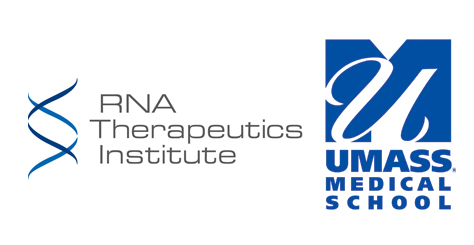 RNA
Therapeutics
Institute
UMASS®
MEDICAL
SCHOOL